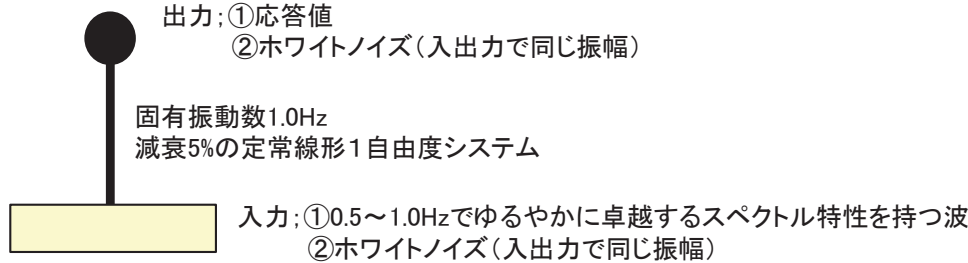 出力;①応答値
②ホワイトノイズ(入出力で同じ振幅)
固有振動数1.0Hz
減衰5%の定常線形1自由度システム
入力;①0.5～1.0Hzでゆるやかに卓越するスペクトル特性を持つ波
②ホワイトノイズ(入出力で同じ振幅)